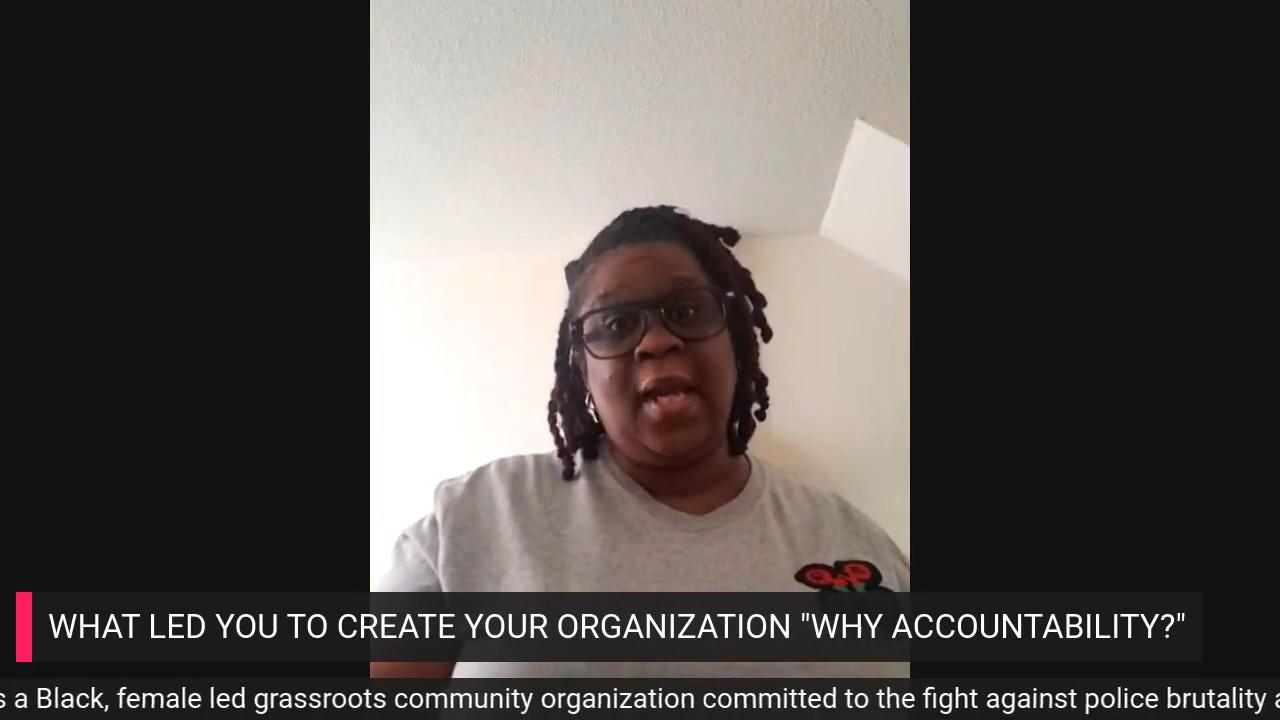 WHAT LED YOU TO CREATE YOUR ORGANIZATION "WHY ACCOUNTABILITY?"
a Black, female led grassroots community organization committed to the fight against police brutality